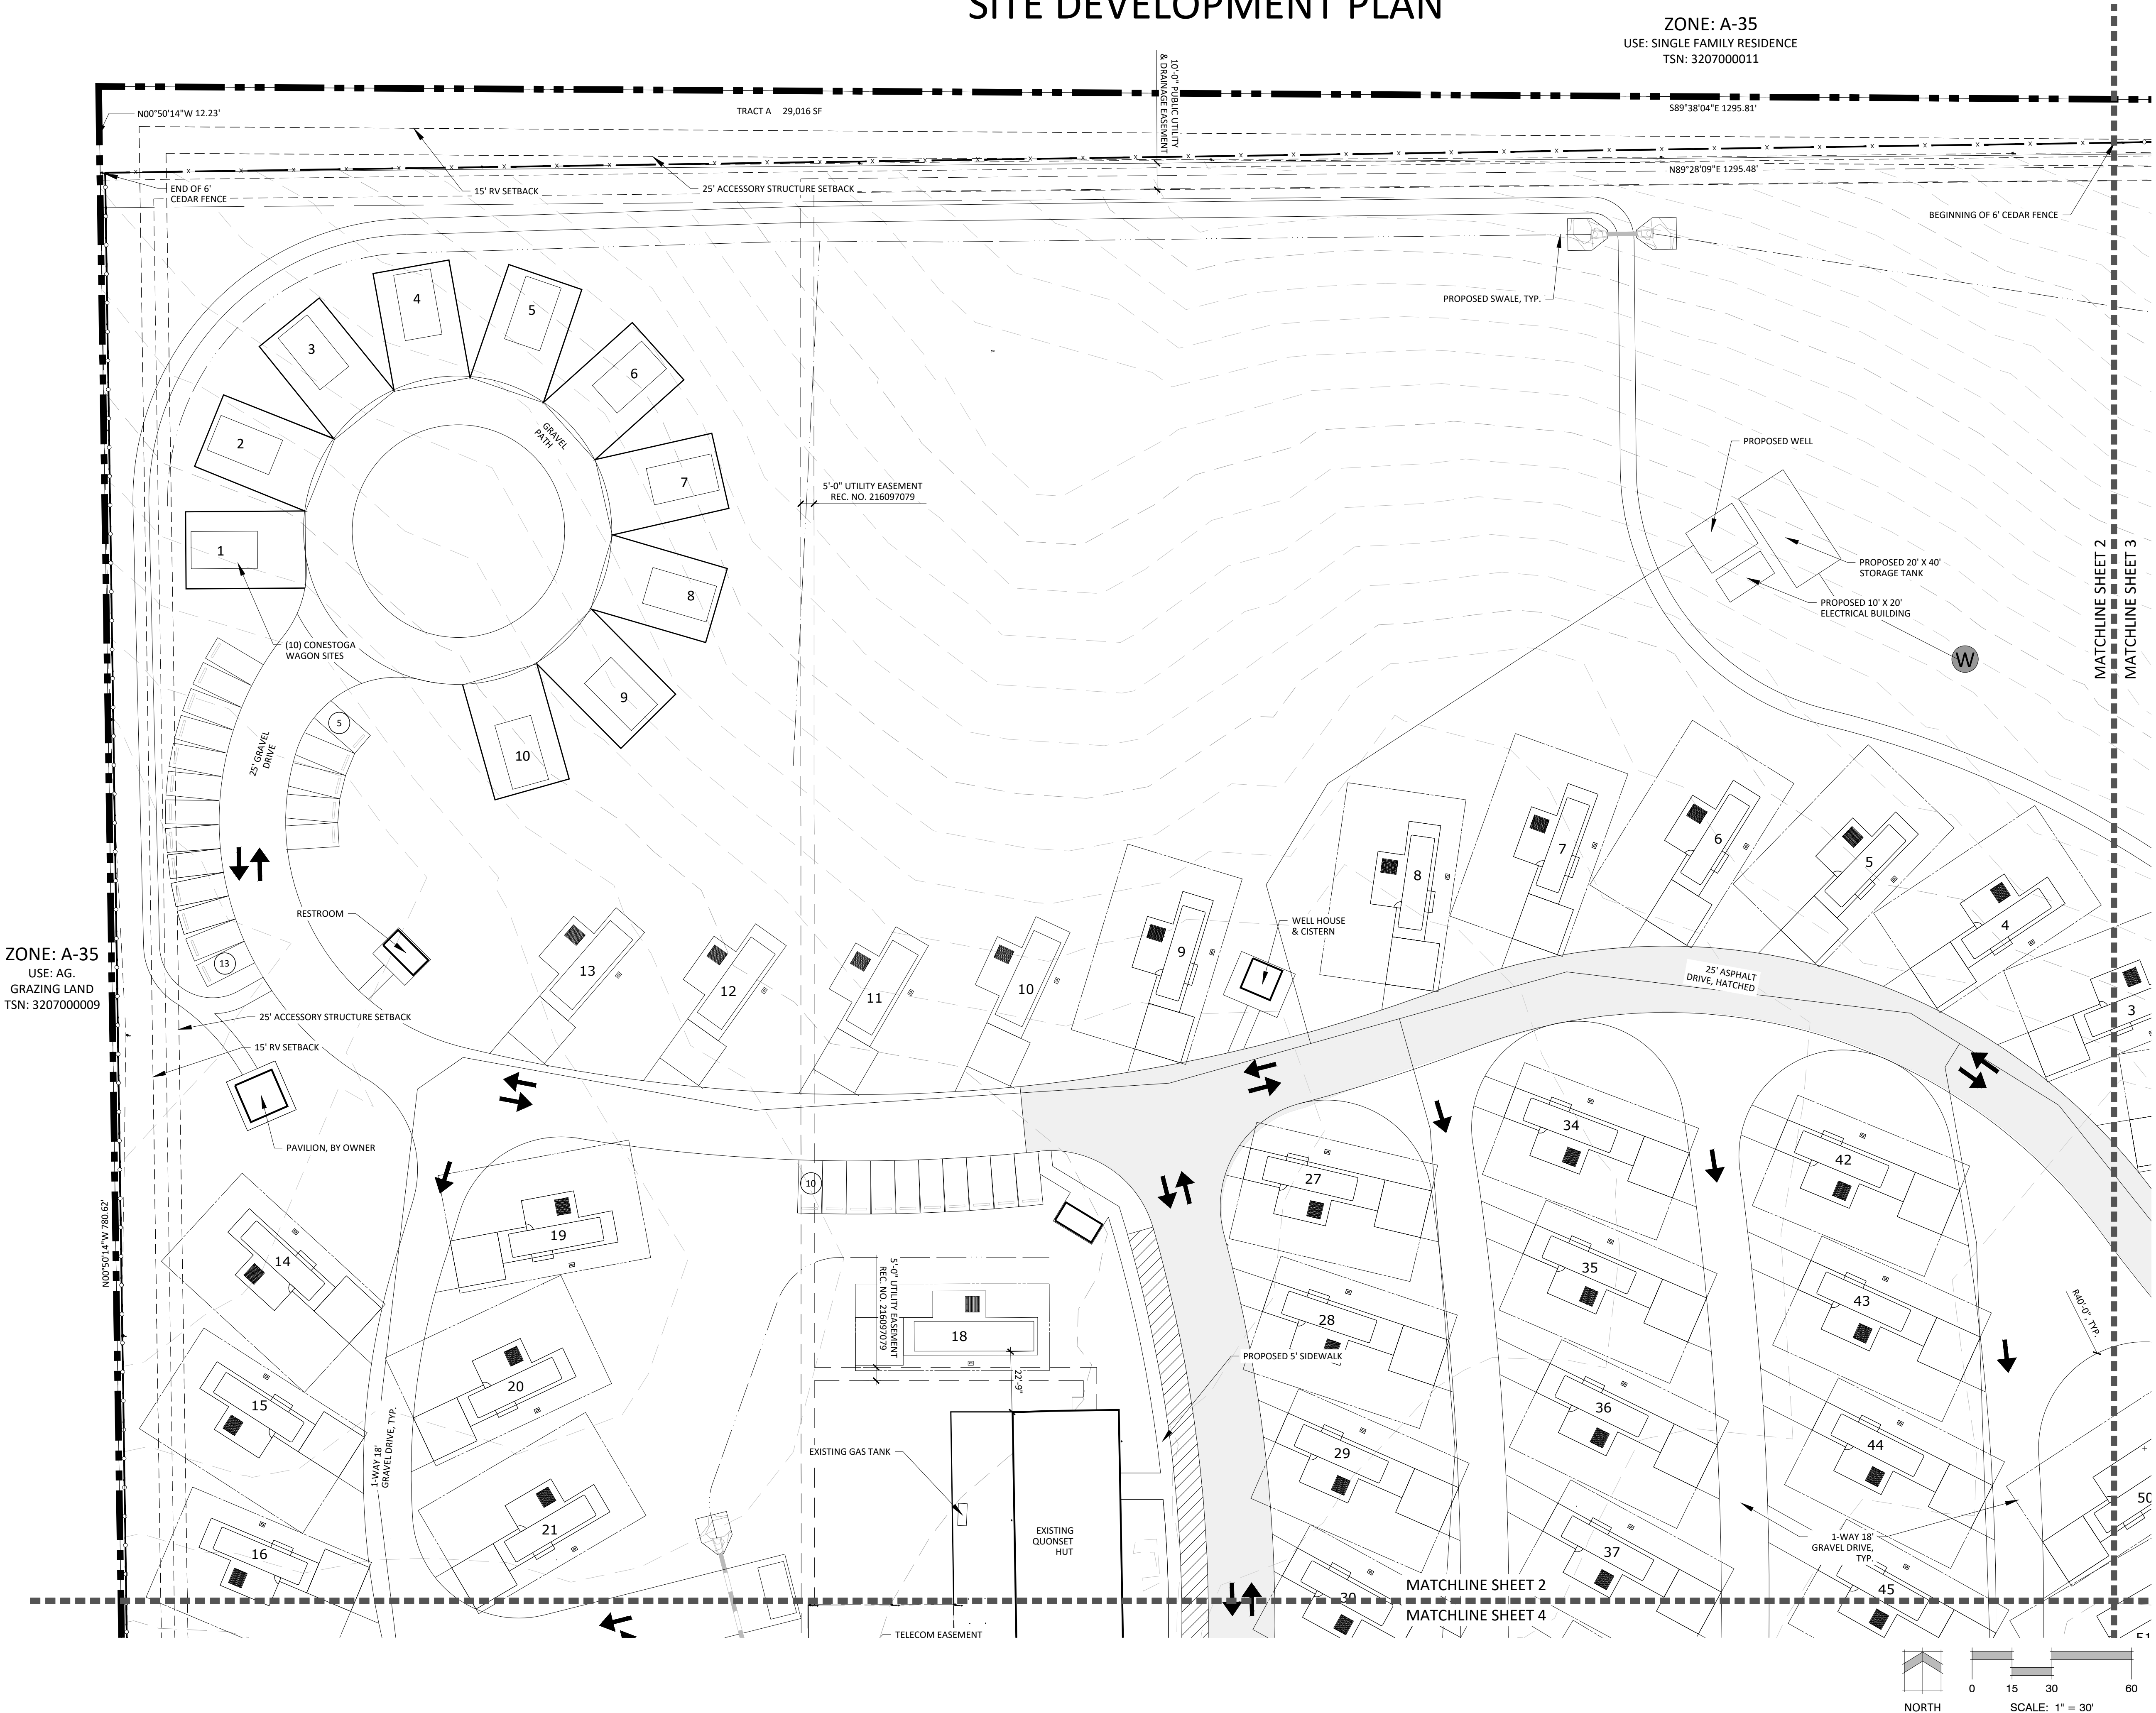 SITE DEVELOPMENT PLAN
ZONE: A-35
USE: SINGLE FAMILY RESIDENCE
TSN: 3207000011
10'-0" PUBLIC UTILITY
& DRAINAGE EASEMENT
N00°50'14"W 12.23'
TRACT A 29,016 SF
S89°38'04"E 1295.81'
N89°28'09"E 1295.48'
END OF 6'
CEDAR FENCE
15' RV SETBACK
25' ACCESSORY STRUCTURE SETBACK
BEGINNING OF 6' CEDAR FENCE
PROPOSED SWALE, TYP.
4
5
3
6
2
GRAVEL
PATH
7
1
8
9
10
5'-0" UTILITY EASEMENT
REC. NO. 216097079
PROPOSED WELL
PROPOSED 20' X 40'
STORAGE TANK
PROPOSED 10' X 20'
ELECTRICAL BUILDING
W
MATCHLINE SHEET 2
MATCHLINE SHEET 3
(10) CONESTOGA
WAGON SITES
5
25' GRAVEL
DRIVE
13
RESTROOM
ZONE: A-35
USE: AG.
GRAZING LAND
TSN: 3207000009
25' ACCESSORY STRUCTURE SETBACK
15' RV SETBACK
PAVILION, BY OWNER
13
12
11
10
9
WELL HOUSE
& CISTERN
8
7
6
5
4
3
25' ASPHALT
DRIVE, HATCHED
N00°50'14"W 780.62'
14
15
16
19
20
21
1-WAY 18'
GRAVEL DRIVE, TYP.
10
5'-0" UTILITY EASEMENT
REC. NO. 216097079
18
22'-9"
PROPOSED 5' SIDEWALK
EXISTING GAS TANK
EXISTING
QUONSET
HUT
TELECOM EASEMENT
27
28
29
30
34
35
36
37
42
43
44
45
R40'-0", TYP.
50
1-WAY 18'
GRAVEL DRIVE,
TYP.
MATCHLINE SHEET 2
MATCHLINE SHEET 4
51
NORTH
0 15 30 60
SCALE: 1" = 30'